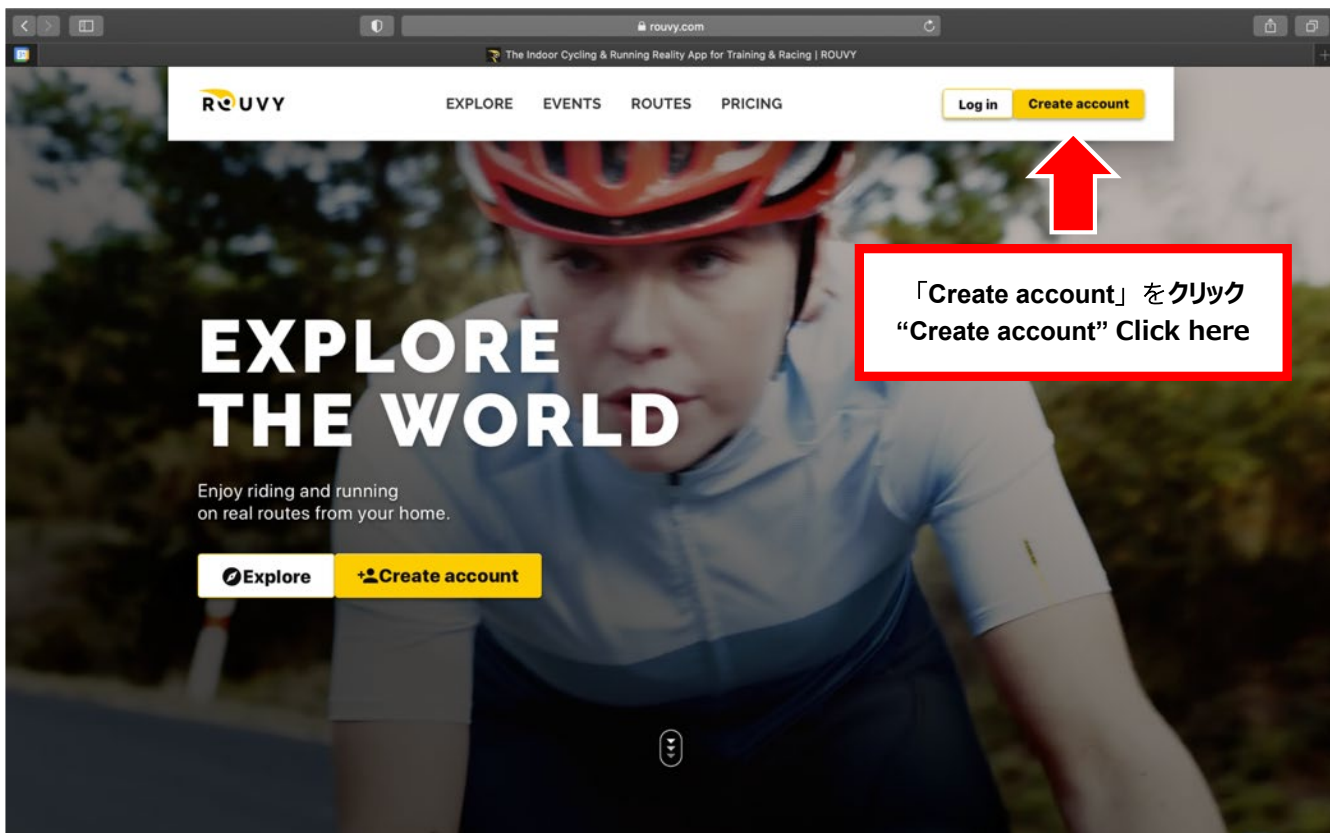 rouvy.com
The Indoor Cycling & Running Reality App for Training & Racing | ROUVY
ROUVY
EXPLORE EVENTS ROUTES PRICING
Log in Create account
「Create account」をクリック
“Create account” Click here
EXPLORE
THE WORLD
Enjoy riding and running
on real routes from your home.
Explore Create account